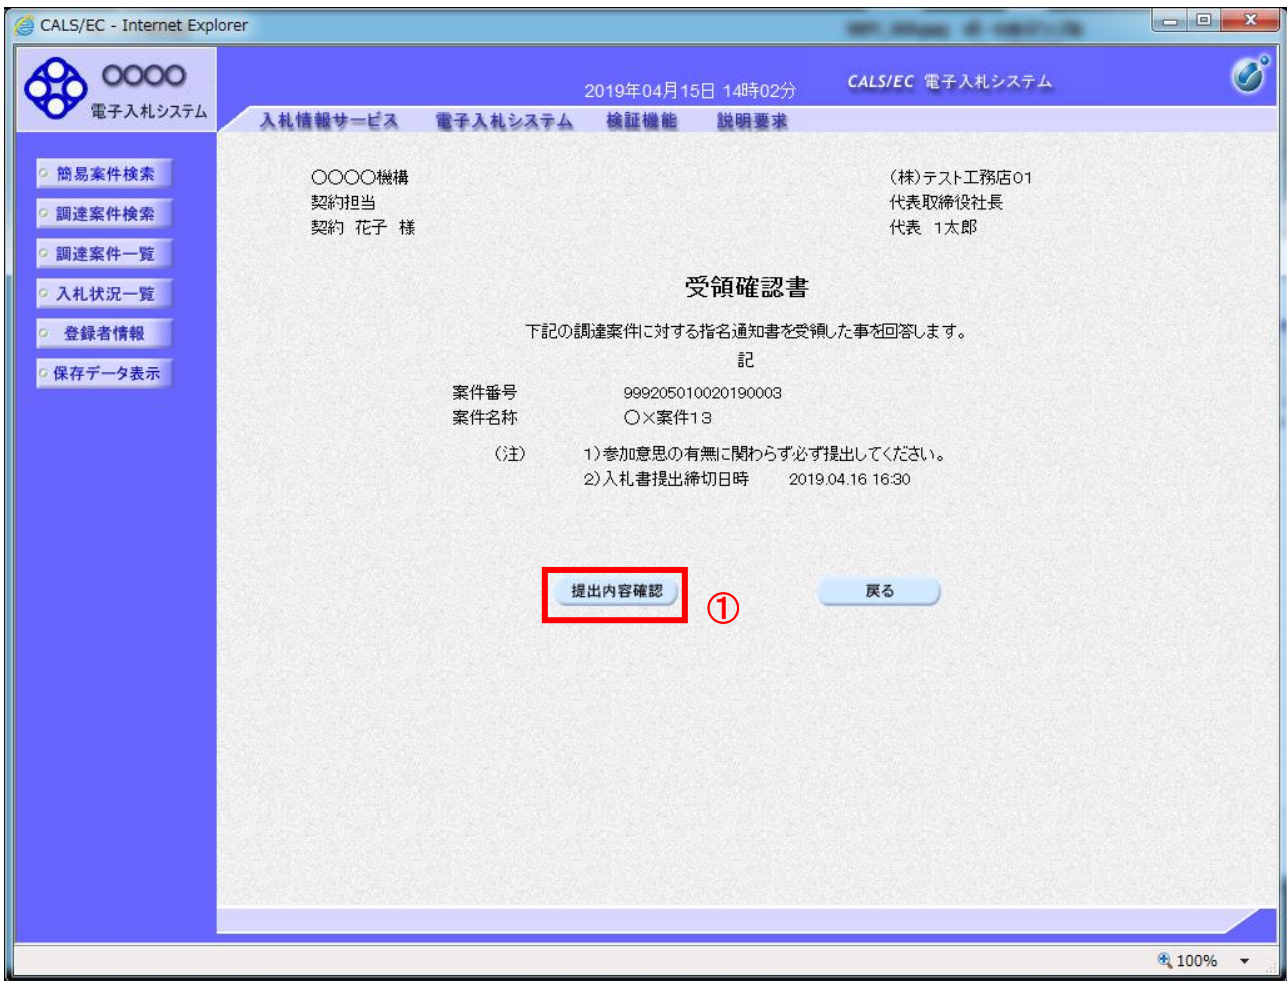 CALS/EC - Internet Explorer
〇〇〇〇
電子入札システム
2019年04月15日 14時02分
CALS/EC 電子入札システム
入札情報サービス 電子入札システム 検証機能 説明要求
簡易案件検索
調達案件検索
調達案件一覧
入札状況一覧
登録者情報
保存データ表示
〇〇〇〇機構
契約担当
契約 花子 様
(株)テスト工務店01
代表取締役社長
代表 1太郎
受領確認書
下記の調達案件に対する指名通知書を受領した事を回答します。
記
案件番号 999205010020190003
案件名称 〇×案件13
(注) 1)参加意思の有無に関わらず必ず提出してください。
2)入札書提出締切日時 2019.04.16 16:30
提出内容確認
①
戻る
100%